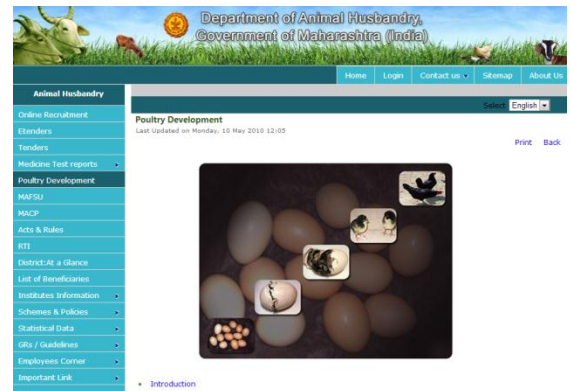 Department of Animal Husbandry,
Government of Maharashtra (India)
Home
Login
Contact us
Sitemap
About Us
Animal Husbandry
Select English
Online Recruitment
Etenders
Tenders
Medicine Test reports
Poultry Development
MAFSU
MACP
Acts & Rules
RTI
District:At a Glance
List of Beneficiaries
Institutes Information
Schemes & Policies
Statistical Data
GRs / Guidelines
Employees Corner
Important Link
Poultry Development
Last Updated on Monday, 10 May 2010 12:05
Print Back
Introduction